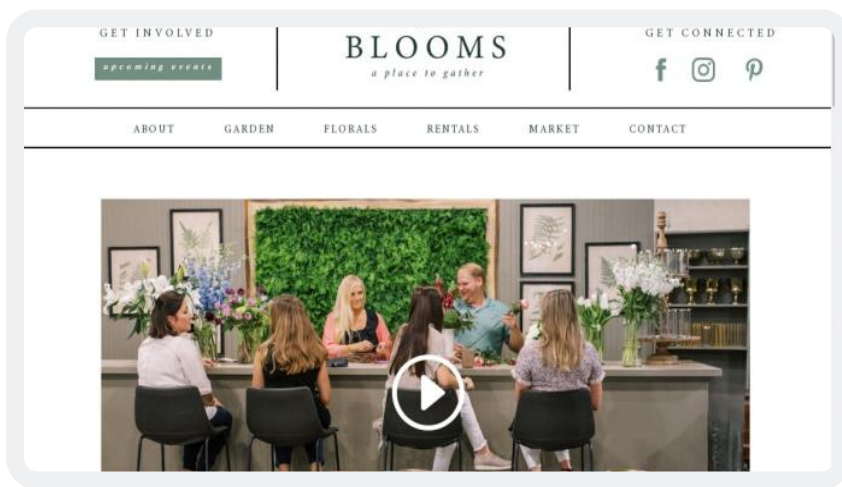 GET INVOLVED
upcoming events
BLOOMS
a place to gather
GET CONNECTED
ABOUT GARDEN FLORALS RENTALS MARKET CONTACT